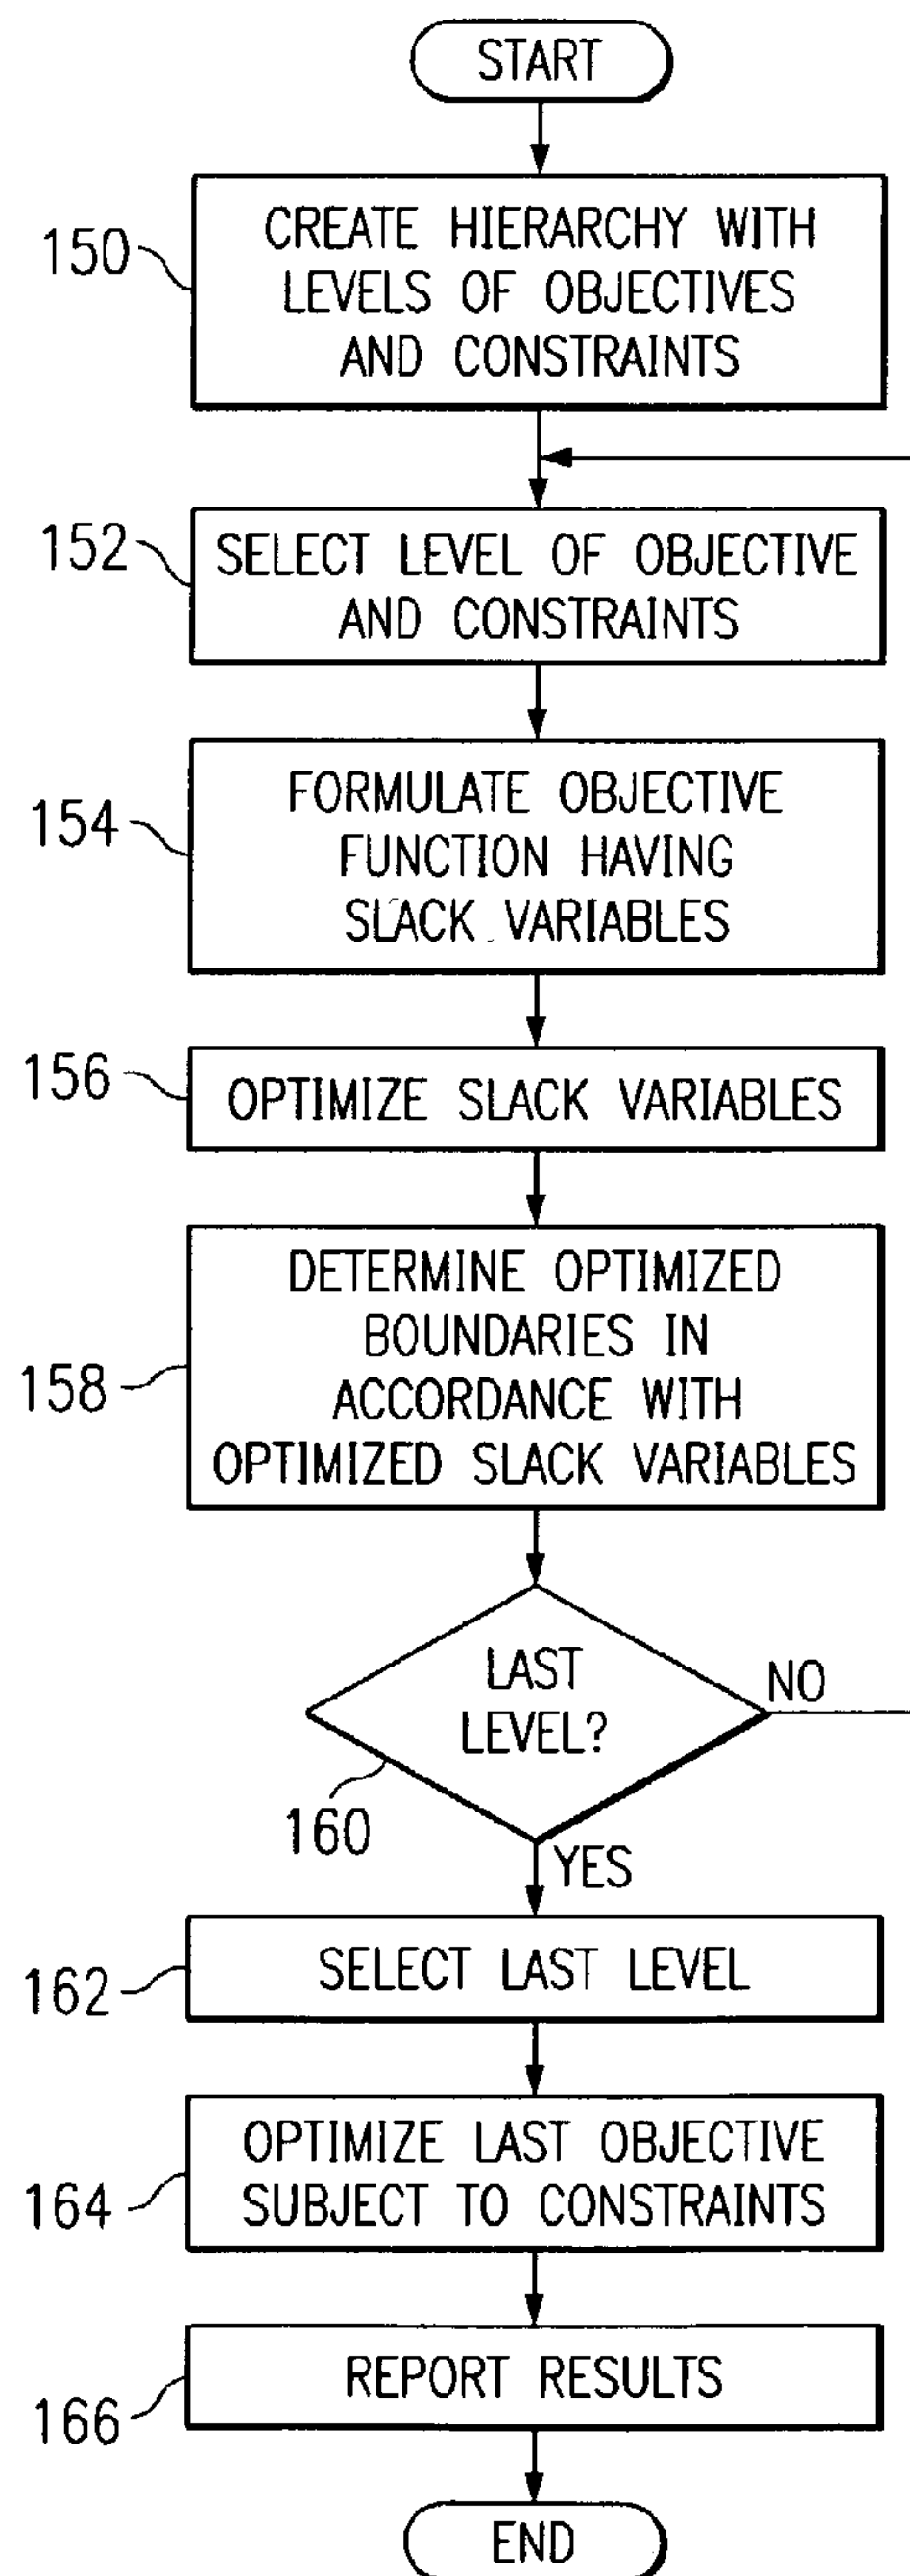 START
150
CREATE HIERARCHY WITH
LEVELS OF OBJECTIVES
AND CONSTRAINTS
152
SELECT LEVEL OF OBJECTIVE
AND CONSTRAINTS
154
FORMULATE OBJECTIVE
FUNCTION HAVING
SLACK VARIABLES
156
OPTIMIZE SLACK VARIABLES
158
DETERMINE OPTIMIZED
BOUNDARIES IN
ACCORDANCE WITH
OPTIMIZED SLACK VARIABLES
LAST
LEVEL?
NO
160
YES
162
SELECT LAST LEVEL
164
OPTIMIZE LAST OBJECTIVE
SUBJECT TO CONSTRAINTS
166
REPORT RESULTS
END